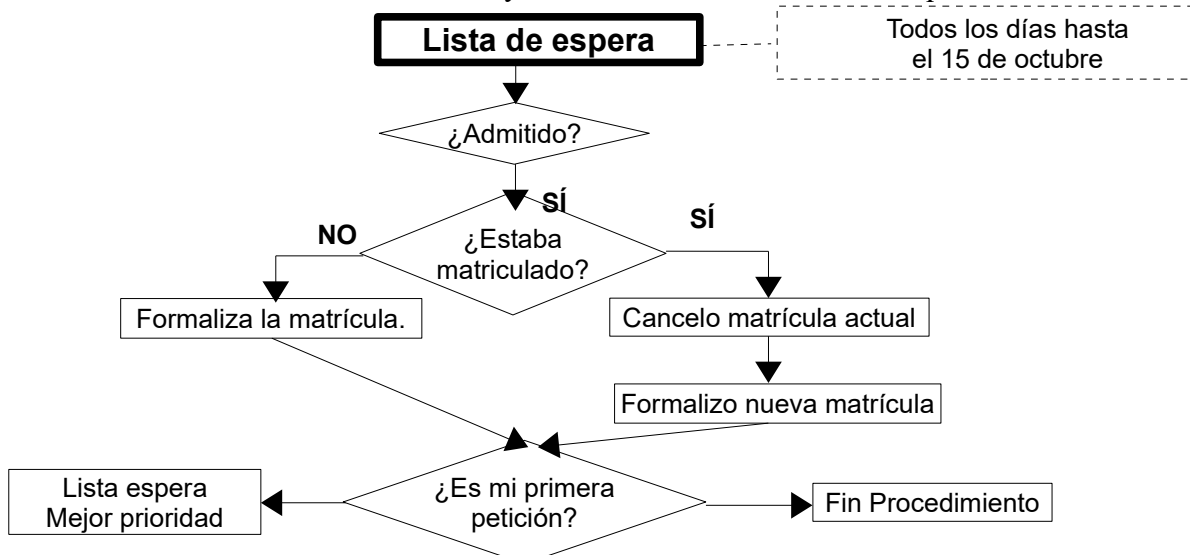 Lista de espera
Todos los días hasta
el 15 de octubre
¿Admitido?
SÍ
NO
SÍ
¿Estaba
matriculado?
Formaliza la matrícula.
Cancelo matrícula actual
Formalizo nueva matrícula
Lista espera
Mejor prioridad
¿Es mi primera
petición?
Fin Procedimiento